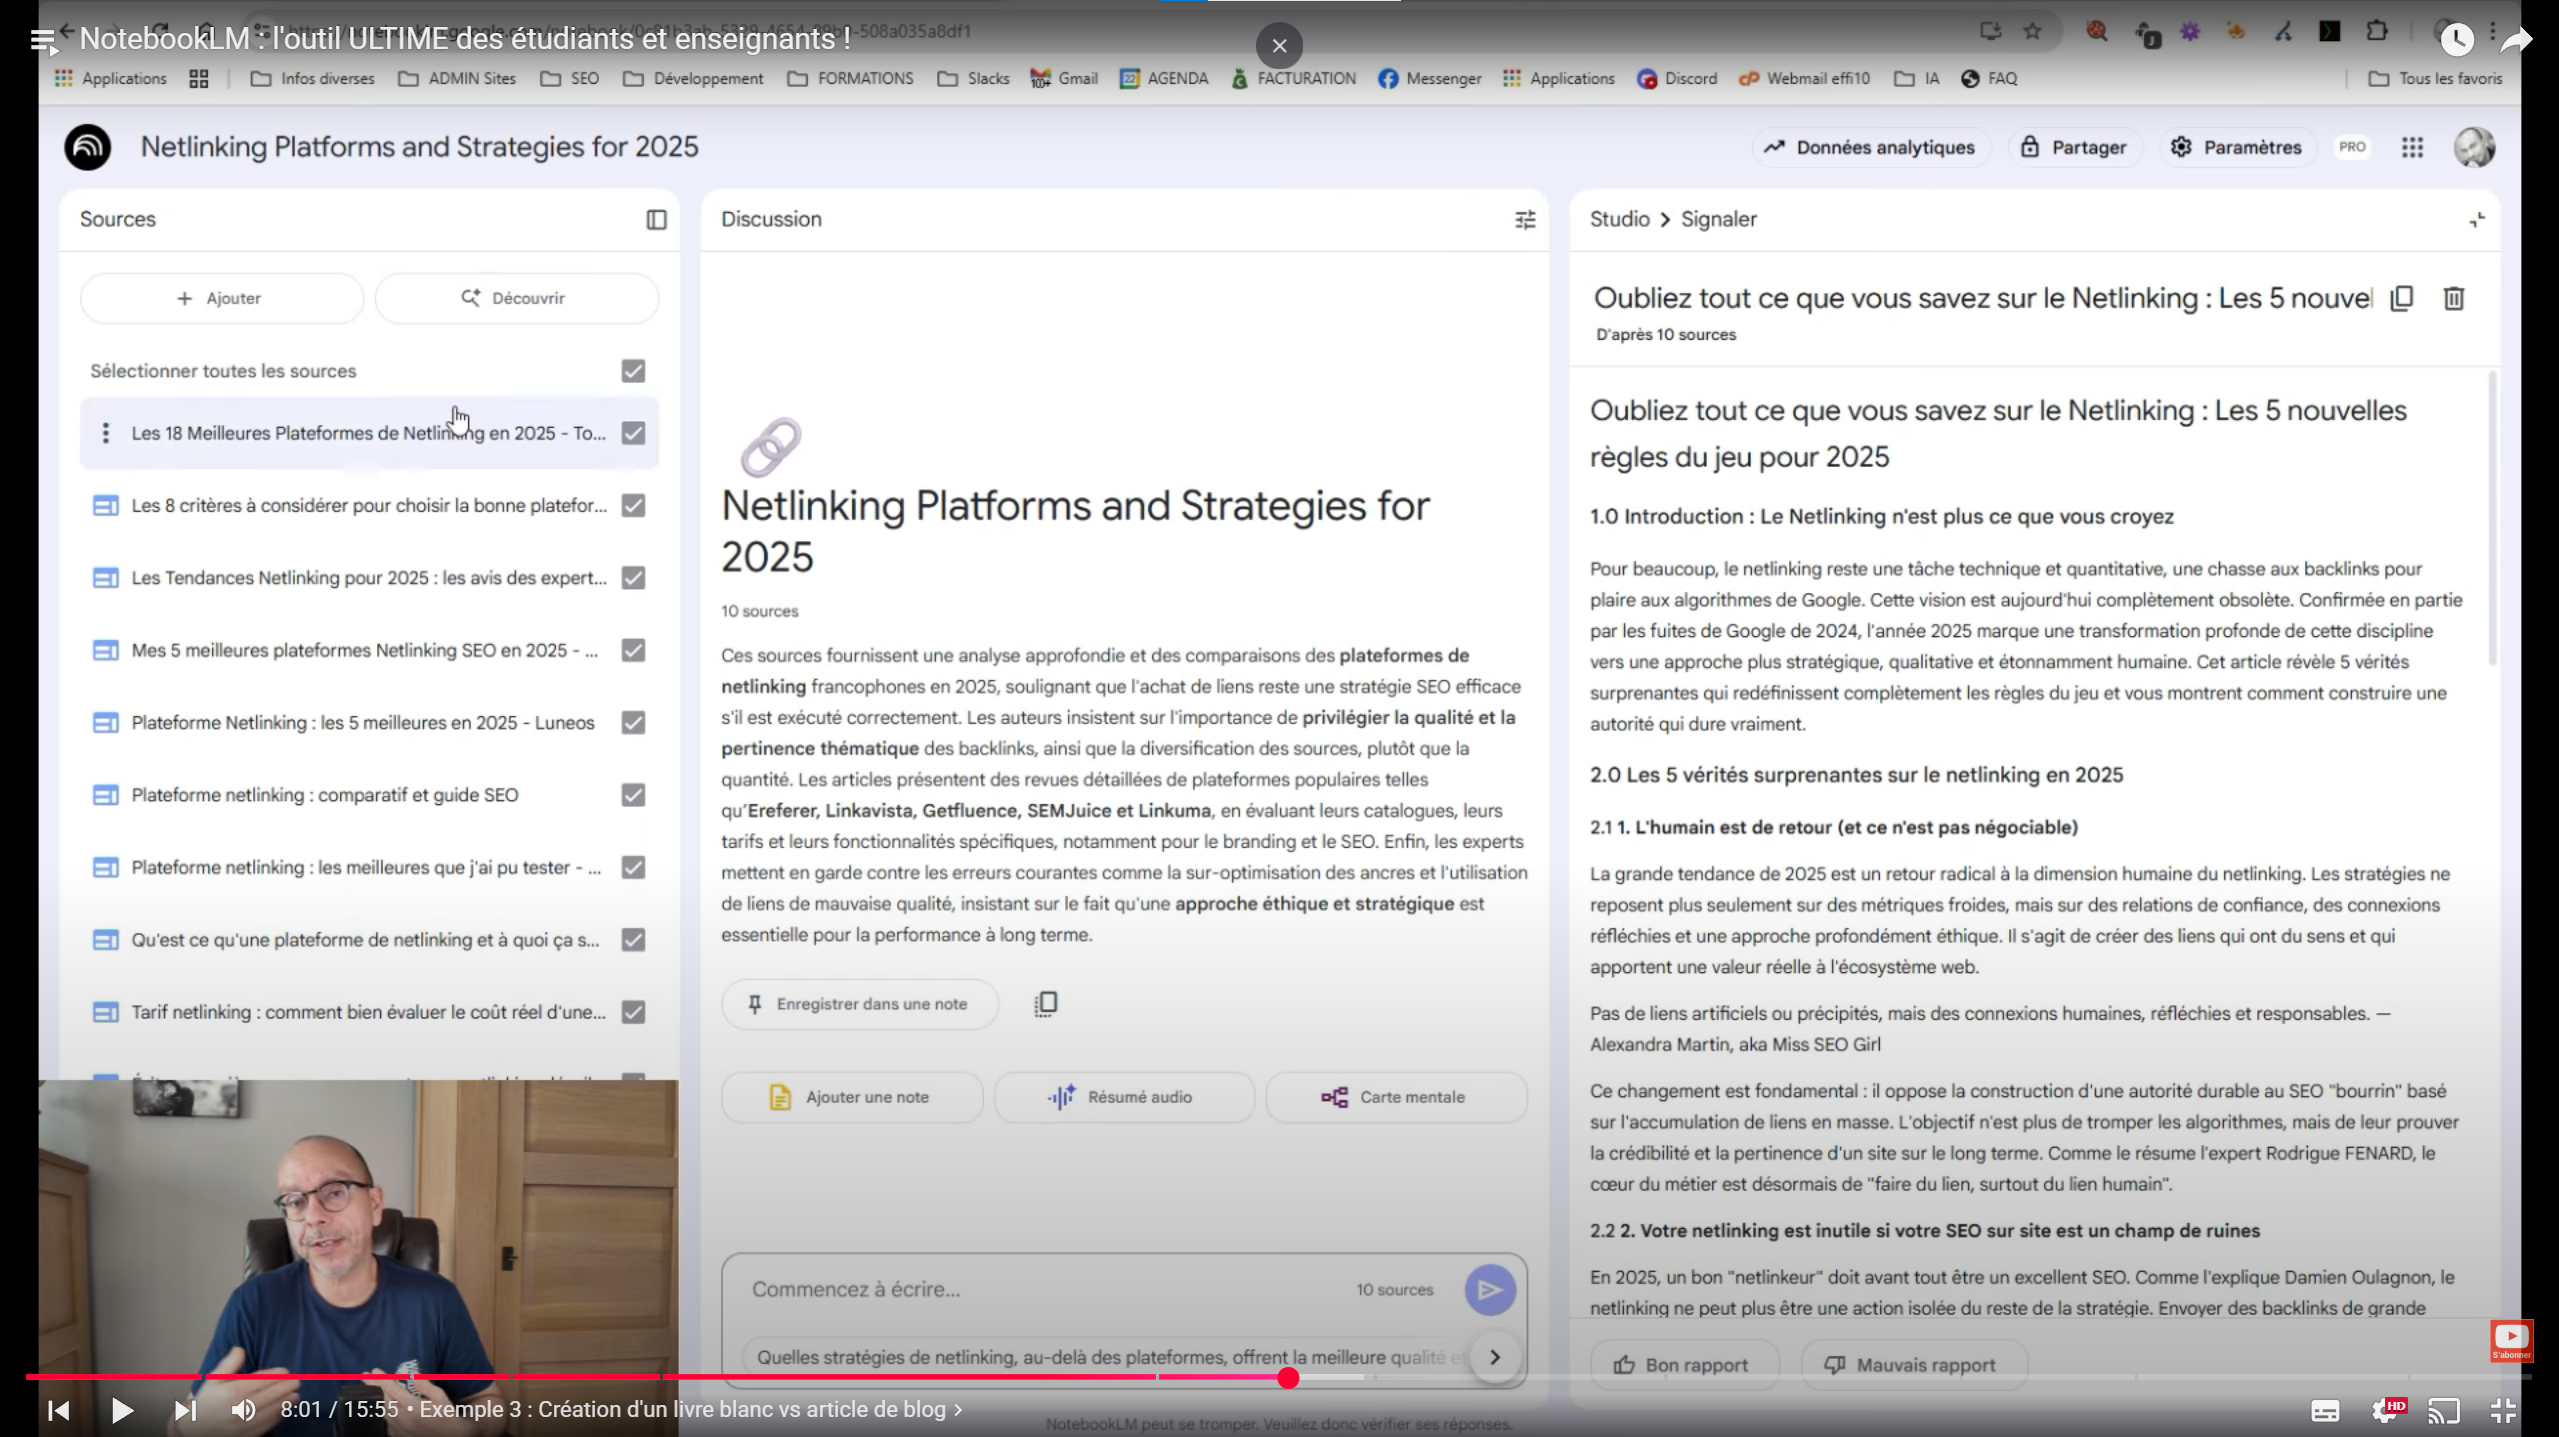 NotebookLM : l'outil ULTIME des étudiants et enseignants !
-508a035a8df1
Applications
Infos diverses
ADMIN Sites
SEO
Développement
FORMATIONS
Slacks
Gmail
AGENDA
FACTURATION
Messenger
Applications
Discord
Webmail effi10
IA
FAQ
Tous les favoris
Netlinking Platforms and Strategies for 2025
Données analytiques
Partager
Paramètres
PRO
Sources
Ajouter
Découvrir
Sélectionner toutes les sources
Les 18 Meilleures Plateformes de Netlinking en 2025 - To...
Les 8 critères à considérer pour choisir la bonne platefor...
Les Tendances Netlinking pour 2025 : les avis des expert...
Mes 5 meilleures plateformes Netlinking SEO en 2025 - ...
Plateforme Netlinking : les 5 meilleures en 2025 - Luneos
Plateforme netlinking : comparatif et guide SEO
Plateforme netlinking : les meilleures que j'ai pu tester - ...
Qu'est ce qu'une plateforme de netlinking et à quoi ça s...
Tarif netlinking : comment bien évaluer le coût réel d'une...
Discussion
Netlinking Platforms and Strategies for
2025
10 sources
Ces sources fournissent une analyse approfondie et des comparaisons des plateformes de
netlinking francophones en 2025, soulignant que l'achat de liens reste une stratégie SEO efficace
s'il est exécuté correctement. Les auteurs insistent sur l'importance de privilégier la qualité et la
pertinence thématique des backlinks, ainsi que la diversification des sources, plutôt que la
quantité. Les articles présentent des revues détaillées de plateformes populaires telles
qu'Ereferer, Linkavista, Getfluence, SEMJuice et Linkuma, en évaluant leurs catalogues, leurs
tarifs et leurs fonctionnalités spécifiques, notamment pour le branding et le SEO. Enfin, les experts
mettent en garde contre les erreurs courantes comme la sur-optimisation des ancres et l'utilisation
de liens de mauvaise qualité, insistant sur le fait qu'une approche éthique et stratégique est
essentielle pour la performance à long terme.
Enregistrer dans une note
Ajouter une note
Résumé audio
Carte mentale
Commencez à écrire...
10 sources
Quelles stratégies de netlinking, au-delà des plateformes, offrent la meilleure qualité et
NotebookLM peut se tromper. Veuillez donc vérifier ses réponses.
Studio > Signaler
Oubliez tout ce que vous savez sur le Netlinking : Les 5 nouvel
D'après 10 sources
Oubliez tout ce que vous savez sur le Netlinking : Les 5 nouvelles
règles du jeu pour 2025
1.0 Introduction : Le Netlinking n'est plus ce que vous croyez
Pour beaucoup, le netlinking reste une tâche technique et quantitative, une chasse aux backlinks pour
plaire aux algorithmes de Google. Cette vision est aujourd'hui complètement obsolète. Confirmée en partie
par les fuites de Google de 2024, l'année 2025 marque une transformation profonde de cette discipline
vers une approche plus stratégique, qualitative et étonnamment humaine. Cet article révèle 5 vérités
surprenantes qui redéfinissent complètement les règles du jeu et vous montrent comment construire une
autorité qui dure vraiment.
2.0 Les 5 vérités surprenantes sur le netlinking en 2025
2.1 1. L'humain est de retour (et ce n'est pas négociable)
La grande tendance de 2025 est un retour radical à la dimension humaine du netlinking. Les stratégies ne
reposent plus seulement sur des métriques froides, mais sur des relations de confiance, des connexions
réfléchies et une approche profondément éthique. Il s'agit de créer des liens qui ont du sens et qui
apportent une valeur réelle à l'écosystème web.
Pas de liens artificiels ou précipités, mais des connexions humaines, réfléchies et responsables. —
Alexandra Martin, aka Miss SEO Girl
Ce changement est fondamental : il oppose la construction d'une autorité durable au SEO "bourrin" basé
sur l'accumulation de liens en masse. L'objectif n'est plus de tromper les algorithmes, mais de leur prouver
la crédibilité et la pertinence d'un site sur le long terme. Comme le résume l'expert Rodrigue FENARD, le
cœur du métier est désormais de "faire du lien, surtout du lien humain".
2.2 2. Votre netlinking est inutile si votre SEO sur site est un champ de ruines
En 2025, un bon "netlinkeur" doit avant tout être un excellent SEO. Comme l'explique Damien Oulagnon, le
netlinking ne peut plus être une action isolée du reste de la stratégie. Envoyer des backlinks de grande
Bon rapport
Mauvais rapport
S'abonner
8:01 / 15:55 • Exemple 3 : Création d'un livre blanc vs article de blog >
HD